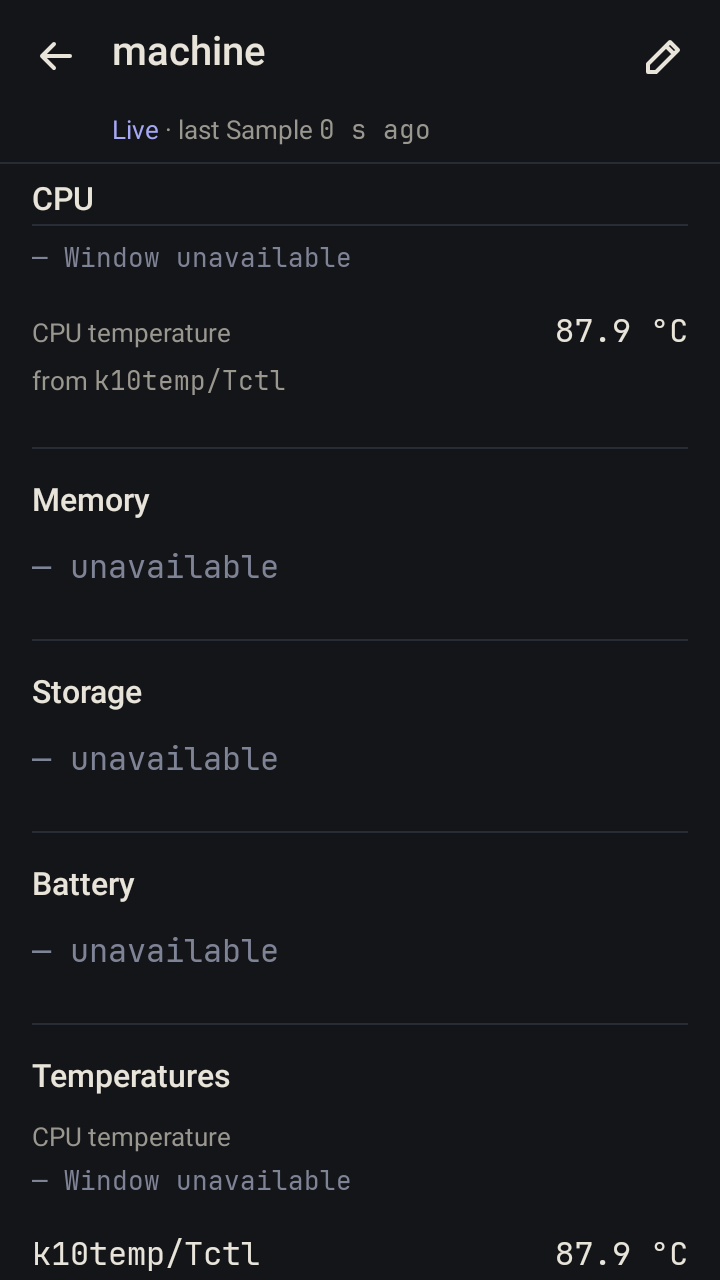 machine
Live · last Sample 0 s ago
CPU
— Window unavailable
CPU temperature 87.9 °C
from k10temp/Tctl
Memory
— unavailable
Storage
— unavailable
Battery
— unavailable
Temperatures
CPU temperature
— Window unavailable
k10temp/Tctl 87.9 °C